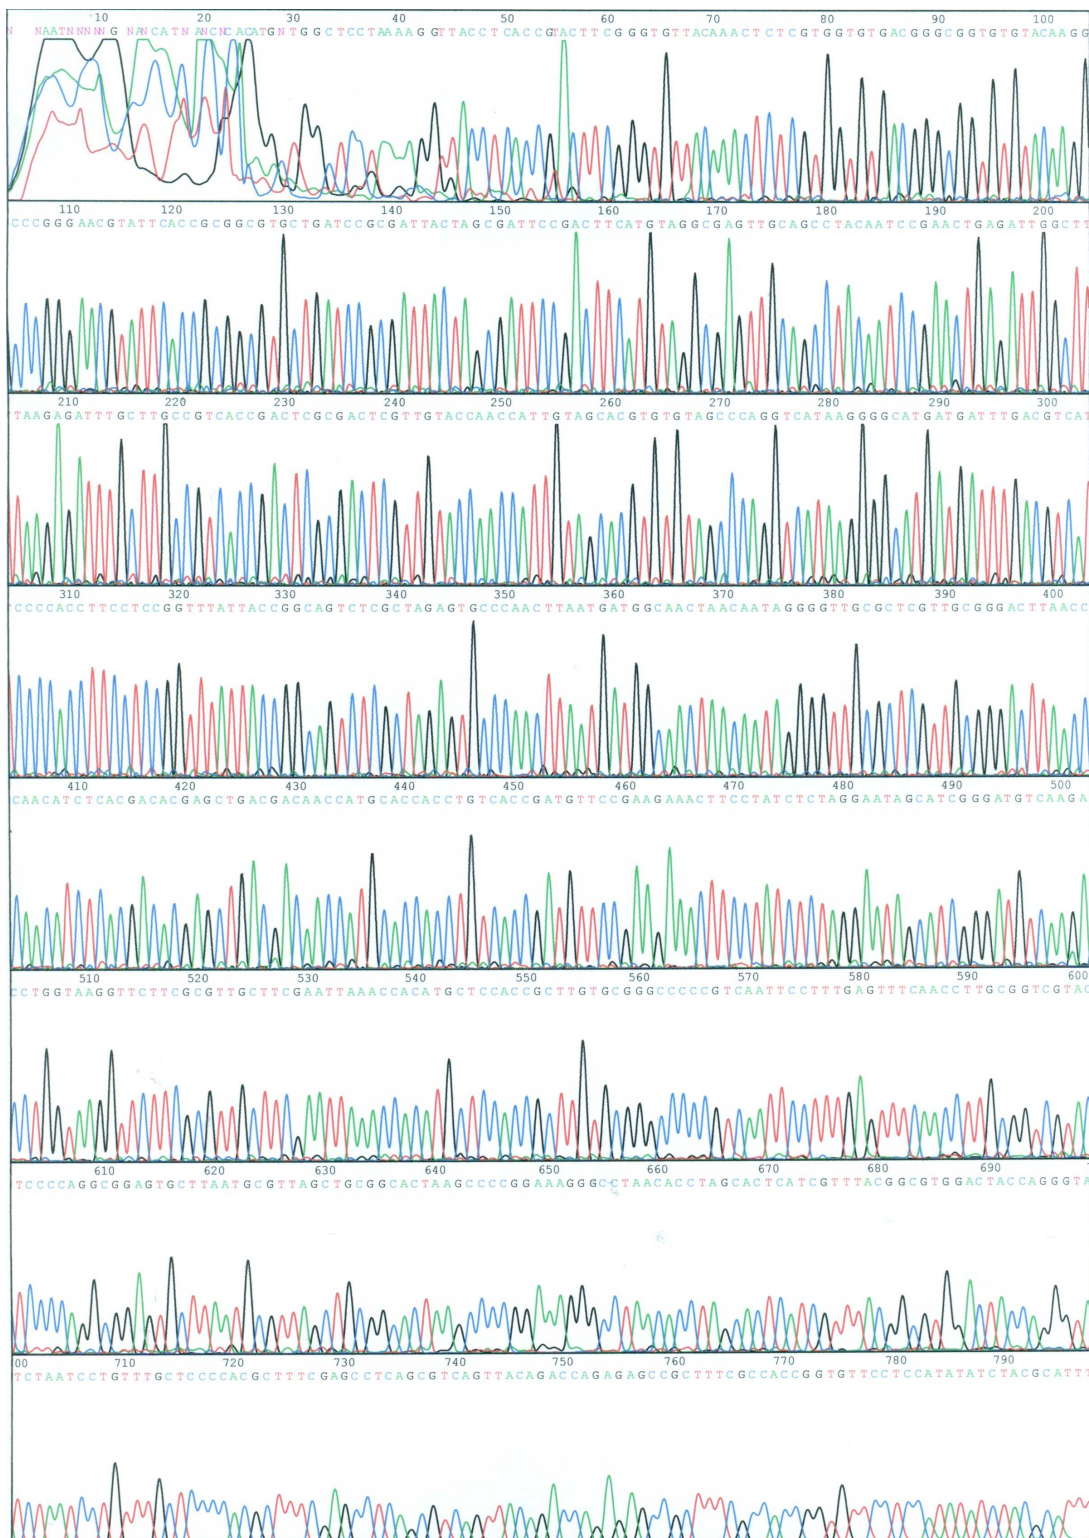 10 20 30 40 50 60 70 80 90 100
N NAATNNNNG NANCATNANCNCACATGNTGGCTCCTAAAAGGTTACCTCACCGTACTTCGGGTGTTACAAACTCTCGTGGTGTGACGGGCGGTGTGTACAAGG
110 120 130 140 150 160 170 180 190 200
CCCGGGAACGTATTCACCGCGGCGTGCTGATCCGCGATTACTAGCGATTCCGACTTCATGTAGGCGAGTTGCAGCCTACAATCCGAACTGAGATTGGCTT
210 220 230 240 250 260 270 280 290 300
TAAGAGATTTGCTTGCCGTCACCGACTCGCGACTCGTTGTACCAACCATTGTAGCACGTGTGTAGCCCAGGTCATAAGGGGCATGATGATTTGACGTCAT
310 320 330 340 350 360 370 380 390 400
CCCCACCTTCCTCCGGTTTATTACCGGCAGTCTCGCTAGAGTGCCCAACTTAATGATGGCAACTAACAATAGGGGTTGCGCTCGTTGCGGGACTTAACC
410 420 430 440 450 460 470 480 490 500
CAACATCTCACGACACGAGCTGACGACAACCATGCACCACCTGTCACCGATGTTCCGAAGAAACTTCCTATCTCTAGGAATAGCATCGGGATGTCAAGA
510 520 530 540 550 560 570 580 590 600
CCTGGTAAGGTTCTTCGCGTTGCTTCGAATTAAACCACATGCTCCACCGCTTGTGCGGGCCCCCGTCAATTCCTTTGAGTTTCAACCTTGCGGTCGTAC
610 620 630 640 650 660 670 680 690
TCCCCAGGCGGAGTGCTTAATGCGTTAGCTGCGGCACTAAGCCCCGGAAAGGGCCTAACACCTAGCACTCATCGTTTACGGCGTGGACTACCAGGGTA
00 710 720 730 740 750 760 770 780 790
TCTAATCCTGTTTGCTCCCCACGCTTTCGAGCCTCAGCGTCAGTTACAGACCAGAGAGCCGCTTTCGCCACCGGTGTTCCTCCATATATCTACGCATTT